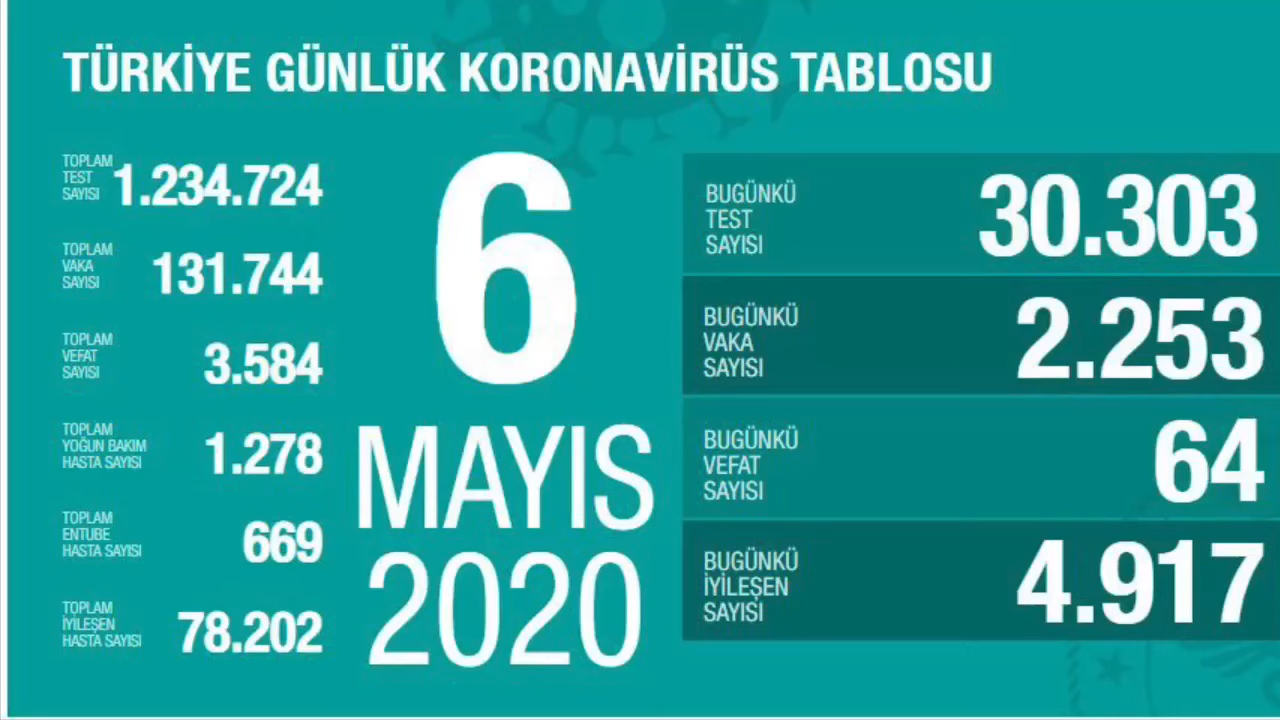 TÜRKİYE GÜNLÜK KORONAVİRÜS TABLOSU
TOPLAM
TEST
SAYISI
1.234.724
TOPLAM
VAKA
SAYISI
131.744
TOPLAM
VEFAT
SAYISI
3.584
TOPLAM
YOĞUN BAKIM
HASTA SAYISI
1.278
TOPLAM
ENTUBE
HASTA SAYISI
669
TOPLAM
İYİLEŞEN
HASTA SAYISI
78.202
6
MAYIS
2020
BUGÜNKÜ
TEST
SAYISI
30.303
BUGÜNKÜ
VAKA
SAYISI
2.253
BUGÜNKÜ
VEFAT
SAYISI
64
BUGÜNKÜ
İYİLEŞEN
SAYISI
4.917